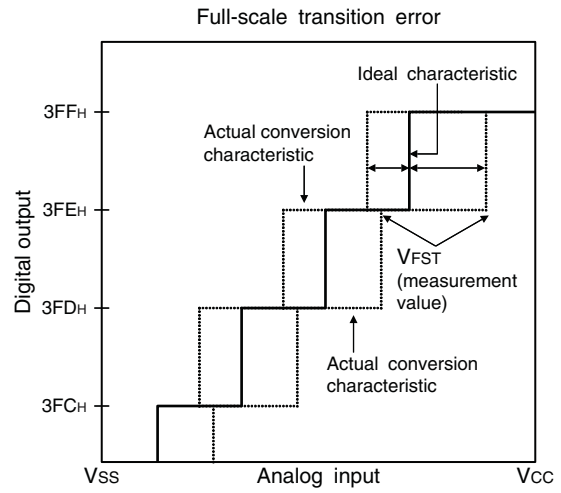 Full-scale transition error
Ideal characteristic
3FFH
Actual conversion
characteristic
3FEH
VFST
(measurement
value)
Digital output
3FDH
Actual conversion
characteristic
3FCH
VSS
Analog input
VCC